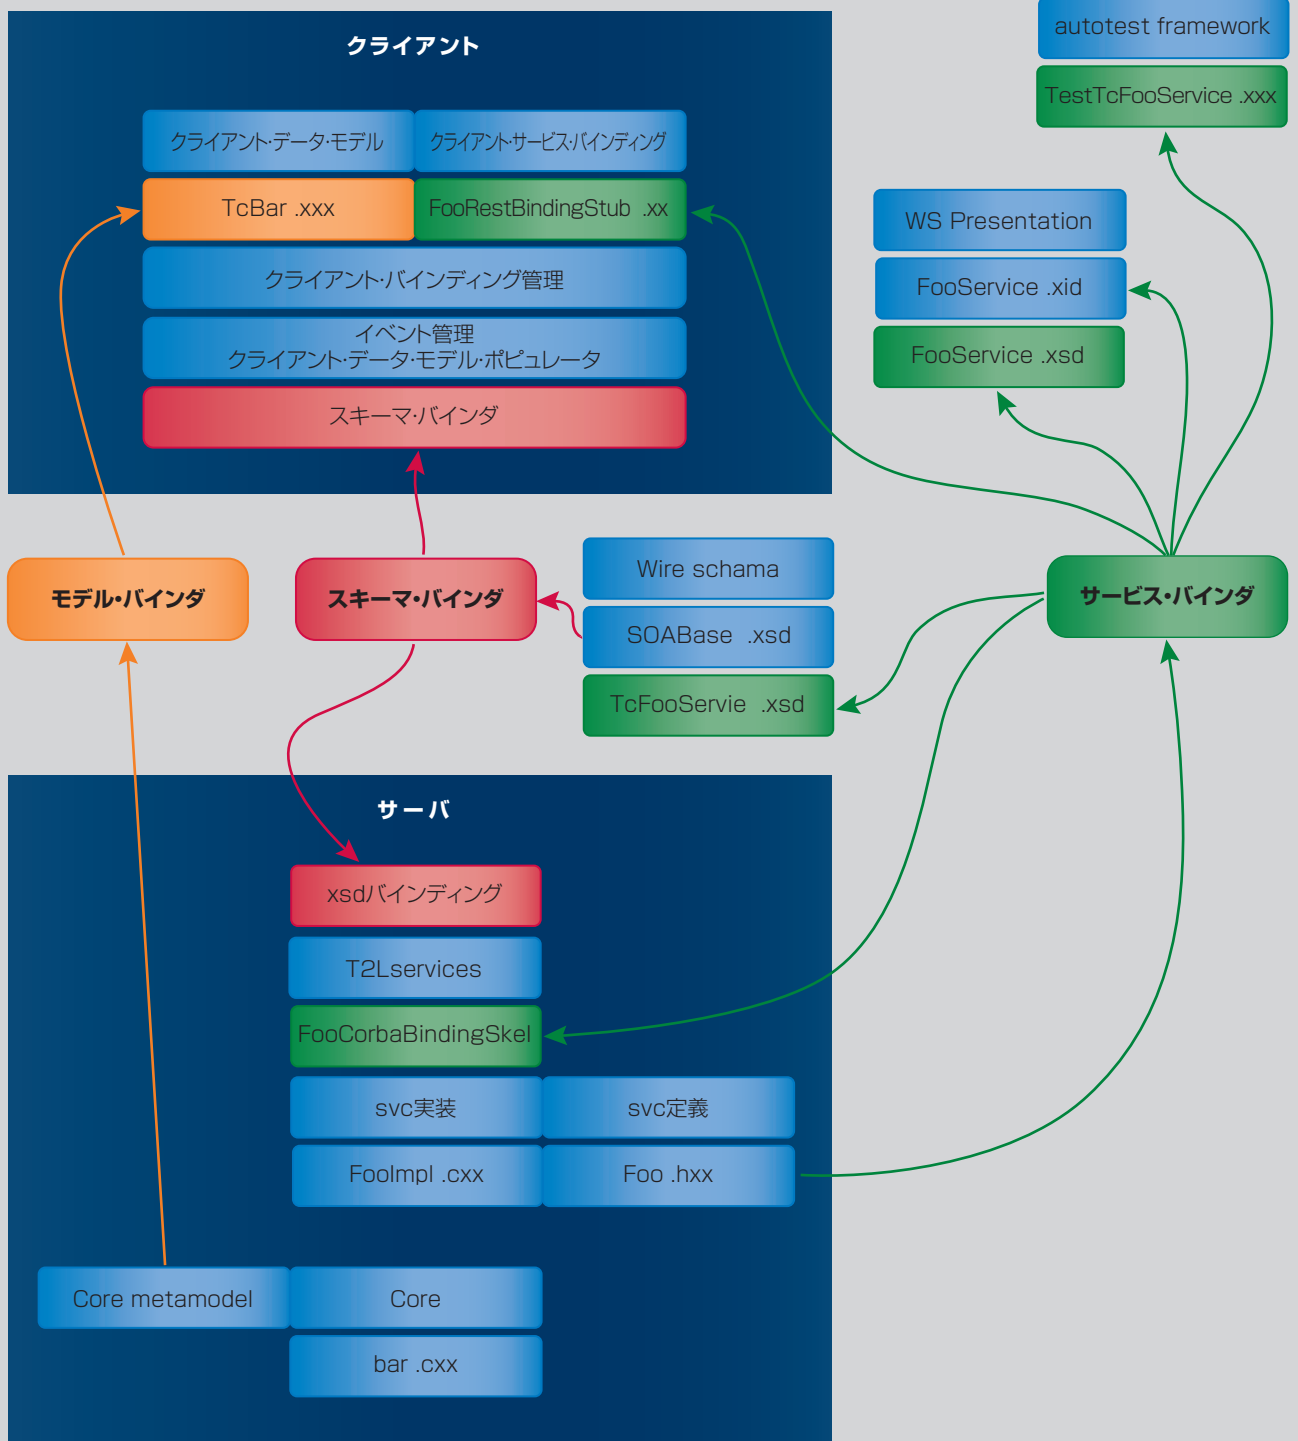 クライアント
クライアント・データ・モデル
クライアント・サービス・バインディング
TcBar .xxx
FooRestBindingStub .xx
クライアント・バインディング管理
イベント管理
クライアント・データ・モデル・ポピュレータ
スキーマ・バインダ
autotest framework
TestTcFooService .xxx
WS Presentation
FooService .xid
FooService .xsd
モデル・バインダ
スキーマ・バインダ
Wire schama
SOABase .xsd
TcFooServie .xsd
サービス・バインダ
サーバ
xsdバインディング
T2Lservices
FooCorbaBindingSkel
svc実装
svc定義
FooImpl .cxx
Foo .hxx
Core metamodel
Core
bar .cxx